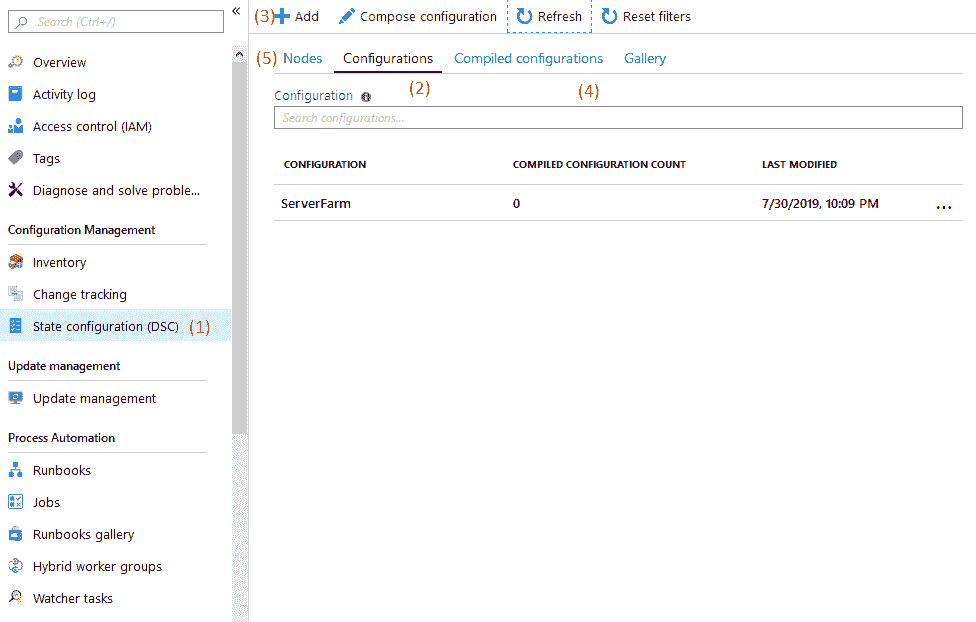 Search (Ctrl+/)
«
Overview
Activity log
Access control (IAM)
Tags
Diagnose and solve proble...
Configuration Management
Inventory
Change tracking
State configuration (DSC) (1)
Update management
Update management
Process Automation
Runbooks
Jobs
Runbooks gallery
Hybrid worker groups
Watcher tasks
(3) Add Compose configuration Refresh Reset filters
(5) Nodes Configurations Compiled configurations Gallery
(2) (4)
Configuration
Search configurations...
CONFIGURATION COMPILED CONFIGURATION COUNT LAST MODIFIED
ServerFarm 0 7/30/2019, 10:09 PM ...